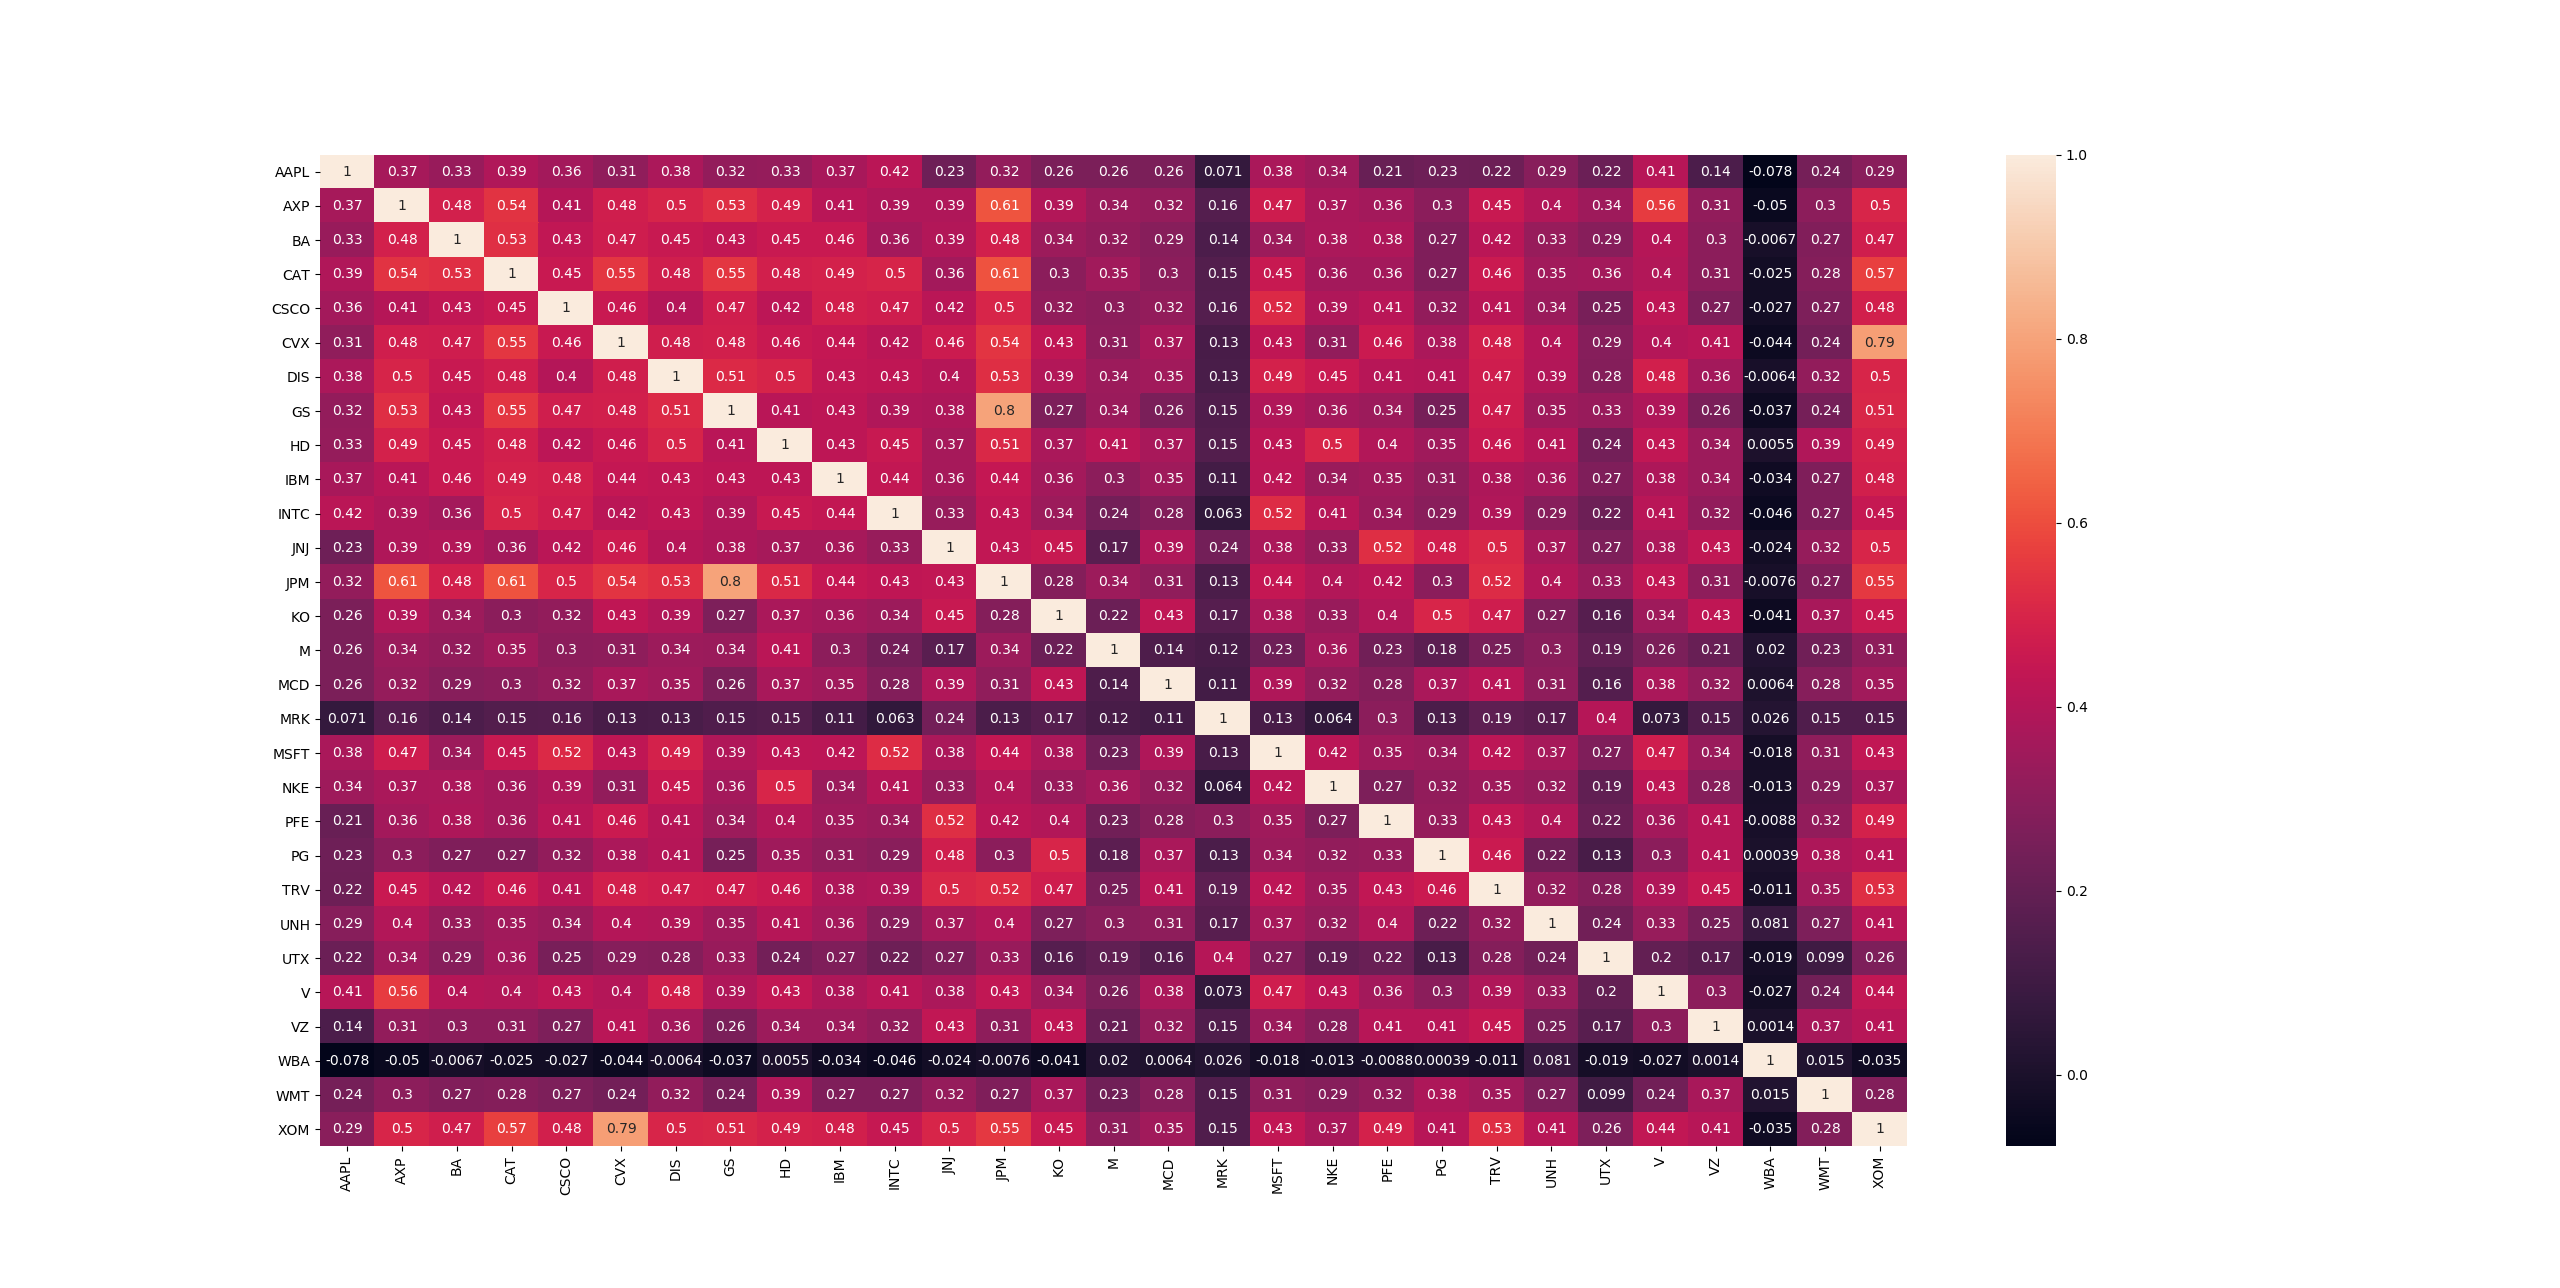 AAPL 1 0.37 0.33 0.39 0.36 0.31 0.38 0.32 0.33 0.37 0.42 0.23 0.32 0.26 0.26 0.26 0.071 0.38 0.34 0.21 0.23 0.22 0.29 0.22 0.41 0.14 -0.078 0.24 0.29 1.0
AXP 0.37 1 0.48 0.54 0.41 0.48 0.5 0.53 0.49 0.41 0.39 0.39 0.61 0.39 0.34 0.32 0.16 0.47 0.37 0.36 0.3 0.45 0.4 0.34 0.56 0.31 -0.05 0.3 0.5
BA 0.33 0.48 1 0.53 0.43 0.47 0.45 0.43 0.45 0.46 0.36 0.39 0.48 0.34 0.32 0.29 0.14 0.34 0.38 0.38 0.27 0.42 0.33 0.29 0.4 0.3 -0.0067 0.27 0.47
CAT 0.39 0.54 0.53 1 0.45 0.55 0.48 0.55 0.48 0.49 0.5 0.36 0.61 0.3 0.35 0.3 0.15 0.45 0.36 0.36 0.27 0.46 0.35 0.36 0.4 0.31 -0.025 0.28 0.57
CSCO 0.36 0.41 0.43 0.45 1 0.46 0.4 0.47 0.42 0.48 0.47 0.42 0.5 0.32 0.3 0.32 0.16 0.52 0.39 0.41 0.32 0.41 0.34 0.25 0.43 0.27 -0.027 0.27 0.48
CVX 0.31 0.48 0.47 0.55 0.46 1 0.48 0.48 0.46 0.44 0.42 0.46 0.54 0.43 0.31 0.37 0.13 0.43 0.31 0.46 0.38 0.48 0.4 0.29 0.4 0.41 -0.044 0.24 0.79 0.8
DIS 0.38 0.5 0.45 0.48 0.4 0.48 1 0.51 0.5 0.43 0.43 0.4 0.53 0.39 0.34 0.35 0.13 0.49 0.45 0.41 0.41 0.47 0.39 0.28 0.48 0.36 -0.0064 0.32 0.5
GS 0.32 0.53 0.43 0.55 0.47 0.48 0.51 1 0.41 0.43 0.39 0.38 0.8 0.27 0.34 0.26 0.15 0.39 0.36 0.34 0.25 0.47 0.35 0.33 0.39 0.26 -0.037 0.24 0.51
HD 0.33 0.49 0.45 0.48 0.42 0.46 0.5 0.41 1 0.43 0.45 0.37 0.51 0.37 0.41 0.37 0.15 0.43 0.5 0.4 0.35 0.46 0.41 0.24 0.43 0.34 0.0055 0.39 0.49
IBM 0.37 0.41 0.46 0.49 0.48 0.44 0.43 0.43 0.43 1 0.44 0.36 0.44 0.36 0.3 0.35 0.11 0.42 0.34 0.35 0.31 0.38 0.36 0.27 0.38 0.34 -0.034 0.27 0.48
INTC 0.42 0.39 0.36 0.5 0.47 0.42 0.43 0.39 0.45 0.44 1 0.33 0.43 0.34 0.24 0.28 0.063 0.52 0.41 0.34 0.29 0.39 0.29 0.22 0.41 0.32 -0.046 0.27 0.45 0.6
JNJ 0.23 0.39 0.39 0.36 0.42 0.46 0.4 0.38 0.37 0.36 0.33 1 0.43 0.45 0.17 0.39 0.24 0.38 0.33 0.52 0.48 0.5 0.37 0.27 0.38 0.43 -0.024 0.32 0.5
JPM 0.32 0.61 0.48 0.61 0.5 0.54 0.53 0.8 0.51 0.44 0.43 0.43 1 0.28 0.34 0.31 0.13 0.44 0.4 0.42 0.3 0.52 0.4 0.33 0.43 0.31 -0.0076 0.27 0.55
KO 0.26 0.39 0.34 0.3 0.32 0.43 0.39 0.27 0.37 0.36 0.34 0.45 0.28 1 0.22 0.43 0.17 0.38 0.33 0.4 0.5 0.47 0.27 0.16 0.34 0.43 -0.041 0.37 0.45
M 0.26 0.34 0.32 0.35 0.3 0.31 0.34 0.34 0.41 0.3 0.24 0.17 0.34 0.22 1 0.14 0.12 0.23 0.36 0.23 0.18 0.25 0.3 0.19 0.26 0.21 0.02 0.23 0.31
MCD 0.26 0.32 0.29 0.3 0.32 0.37 0.35 0.26 0.37 0.35 0.28 0.39 0.31 0.43 0.14 1 0.11 0.39 0.32 0.28 0.37 0.41 0.31 0.16 0.38 0.32 0.0064 0.28 0.35
MRK 0.071 0.16 0.14 0.15 0.16 0.13 0.13 0.15 0.15 0.11 0.063 0.24 0.13 0.17 0.12 0.11 1 0.13 0.064 0.3 0.13 0.19 0.17 0.4 0.073 0.15 0.026 0.15 0.15 0.4
MSFT 0.38 0.47 0.34 0.45 0.52 0.43 0.49 0.39 0.43 0.42 0.52 0.38 0.44 0.38 0.23 0.39 0.13 1 0.42 0.35 0.34 0.42 0.37 0.27 0.47 0.34 -0.018 0.31 0.43
NKE 0.34 0.37 0.38 0.36 0.39 0.31 0.45 0.36 0.5 0.34 0.41 0.33 0.4 0.33 0.36 0.32 0.064 0.42 1 0.27 0.32 0.35 0.32 0.19 0.43 0.28 -0.013 0.29 0.37
PFE 0.21 0.36 0.38 0.36 0.41 0.46 0.41 0.34 0.4 0.35 0.34 0.52 0.42 0.4 0.23 0.28 0.3 0.35 0.27 1 0.33 0.43 0.4 0.22 0.36 0.41 -0.0088 0.32 0.49
PG 0.23 0.3 0.27 0.27 0.32 0.38 0.41 0.25 0.35 0.31 0.29 0.48 0.3 0.5 0.18 0.37 0.13 0.34 0.32 0.33 1 0.46 0.22 0.13 0.3 0.41 0.00039 0.38 0.41
TRV 0.22 0.45 0.42 0.46 0.41 0.48 0.47 0.47 0.46 0.38 0.39 0.5 0.52 0.47 0.25 0.41 0.19 0.42 0.35 0.43 0.46 1 0.32 0.28 0.39 0.45 -0.011 0.35 0.53 0.2
UNH 0.29 0.4 0.33 0.35 0.34 0.4 0.39 0.35 0.41 0.36 0.29 0.37 0.4 0.27 0.3 0.31 0.17 0.37 0.32 0.4 0.22 0.32 1 0.24 0.33 0.25 0.081 0.27 0.41
UTX 0.22 0.34 0.29 0.36 0.25 0.29 0.28 0.33 0.24 0.27 0.22 0.27 0.33 0.16 0.19 0.16 0.4 0.27 0.19 0.22 0.13 0.28 0.24 1 0.2 0.17 -0.019 0.099 0.26
V 0.41 0.56 0.4 0.4 0.43 0.4 0.48 0.39 0.43 0.38 0.41 0.38 0.43 0.34 0.26 0.38 0.073 0.47 0.43 0.36 0.3 0.39 0.33 0.2 1 0.3 -0.027 0.24 0.44
VZ 0.14 0.31 0.3 0.31 0.27 0.41 0.36 0.26 0.34 0.34 0.32 0.43 0.31 0.43 0.21 0.32 0.15 0.34 0.28 0.41 0.41 0.45 0.25 0.17 0.3 1 0.0014 0.37 0.41
WBA -0.078 -0.05 -0.0067 -0.025 -0.027 -0.044 -0.0064 -0.037 0.0055 -0.034 -0.046 -0.024 -0.0076 -0.041 0.02 0.0064 0.026 -0.018 -0.013 -0.0088 0.00039 -0.011 0.081 -0.019 -0.027 0.0014 1 0.015 -0.035 0.0
WMT 0.24 0.3 0.27 0.28 0.27 0.24 0.32 0.24 0.39 0.27 0.27 0.32 0.27 0.37 0.23 0.28 0.15 0.31 0.29 0.32 0.38 0.35 0.27 0.099 0.24 0.37 0.015 1 0.28
XOM 0.29 0.5 0.47 0.57 0.48 0.79 0.5 0.51 0.49 0.48 0.45 0.5 0.55 0.45 0.31 0.35 0.15 0.43 0.37 0.49 0.41 0.53 0.41 0.26 0.44 0.41 -0.035 0.28 1
AAPL AXP BA CAT CSCO CVX DIS GS HD IBM INTC JNJ JPM KO M MCD MRK MSFT NKE PFE PG TRV UNH UTX V VZ WBA WMT XOM